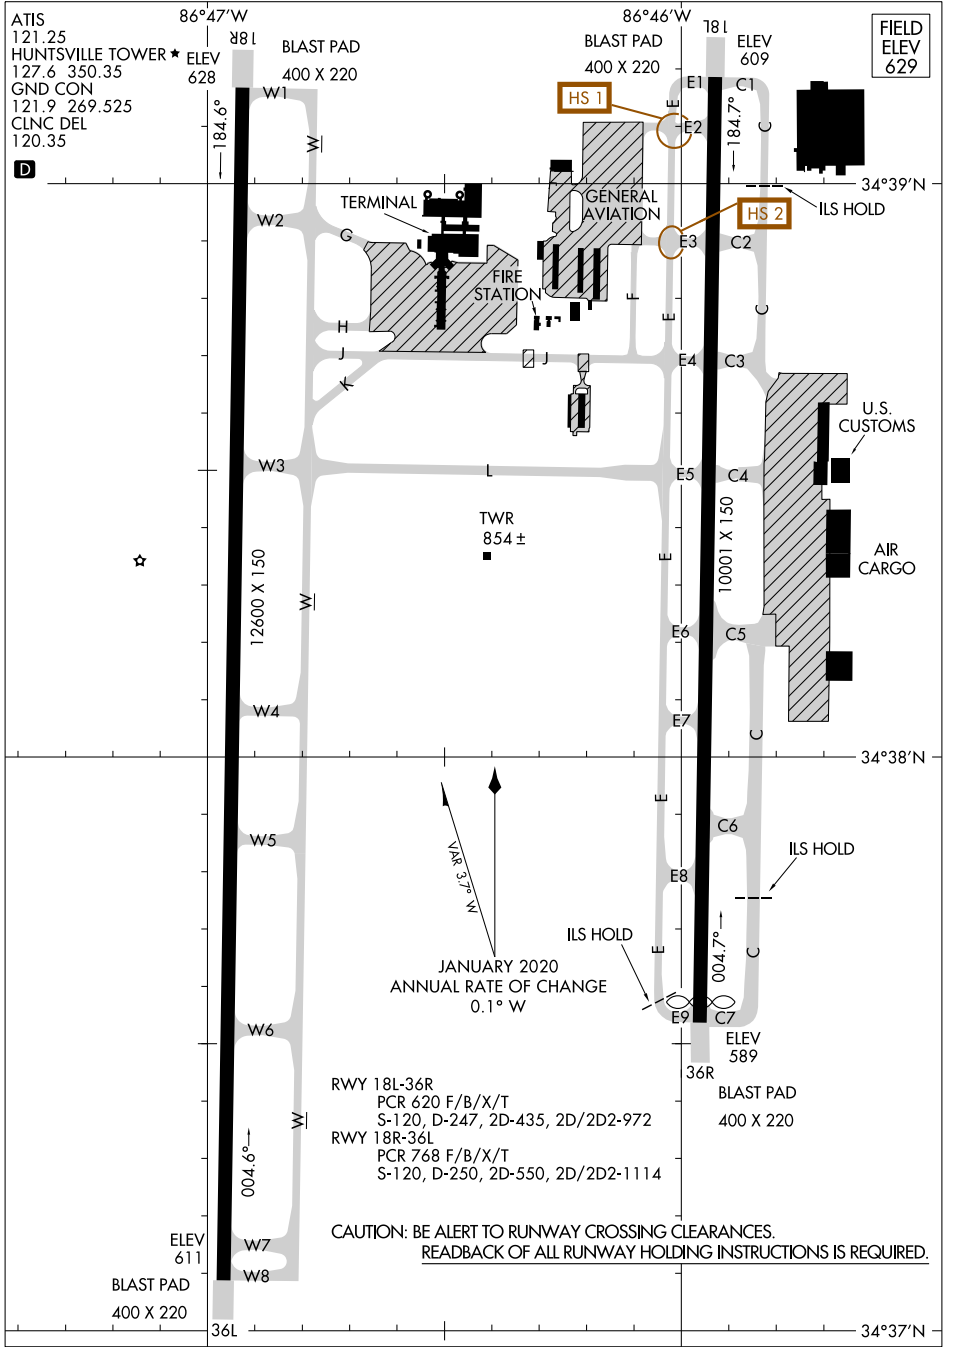 ATIS
121.25
HUNTSVILLE TOWER ★
127.6 350.35
GND CON
121.9 269.525
CLNC DEL
120.35
D
86°47'W
86°46'W
18R
ELEV
628
BLAST PAD
400 X 220
BLAST PAD
400 X 220
18L
ELEV
609
FIELD
ELEV
629
W1
184.6°
W
HS 1
E1
C1
E
E2
184.7°
C
34°39'N
ILS HOLD
TERMINAL
GENERAL
AVIATION
HS 2
W2
G
E3
C2
FIRE
STATION
F
E
C
H
J
J
E4
C3
K
U.S.
CUSTOMS
W3
L
E5
C4
TWR
854 ±
10001 X 150
12600 X 150
E
AIR
CARGO
W
E6
C5
W4
E7
C
34°38'N
E
VAR 3.7° W
W5
C6
ILS HOLD
E8
ILS HOLD
E
004.7°
C
JANUARY 2020
ANNUAL RATE OF CHANGE
0.1° W
W6
E9
C7
ELEV
589
36R
BLAST PAD
400 X 220
RWY 18L-36R
PCR 620 F/B/X/T
S-120, D-247, 2D-435, 2D/2D2-972
RWY 18R-36L
PCR 768 F/B/X/T
S-120, D-250, 2D-550, 2D/2D2-1114
W
004.6°
CAUTION: BE ALERT TO RUNWAY CROSSING CLEARANCES.
READBACK OF ALL RUNWAY HOLDING INSTRUCTIONS IS REQUIRED.
ELEV
611
W7
W8
BLAST PAD
400 X 220
36L
34°37'N